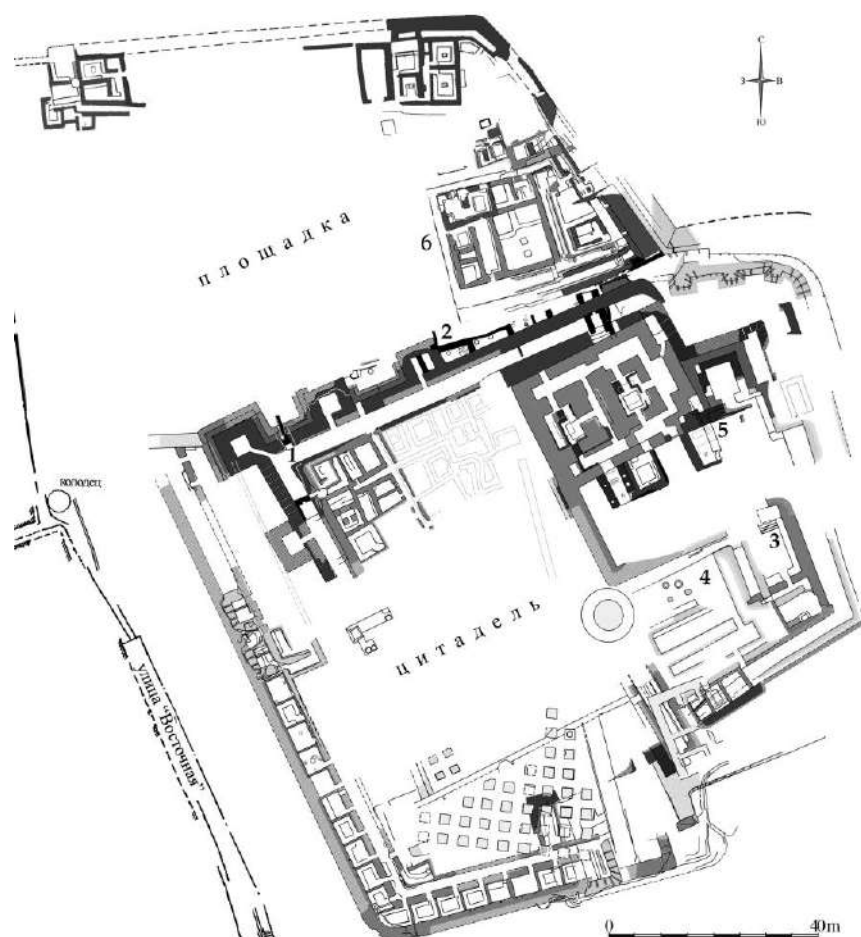 С
З В
Ю
площадка
6
2
1
5
колодец
3
4
цитадель
улица "Восточная"
0 40m